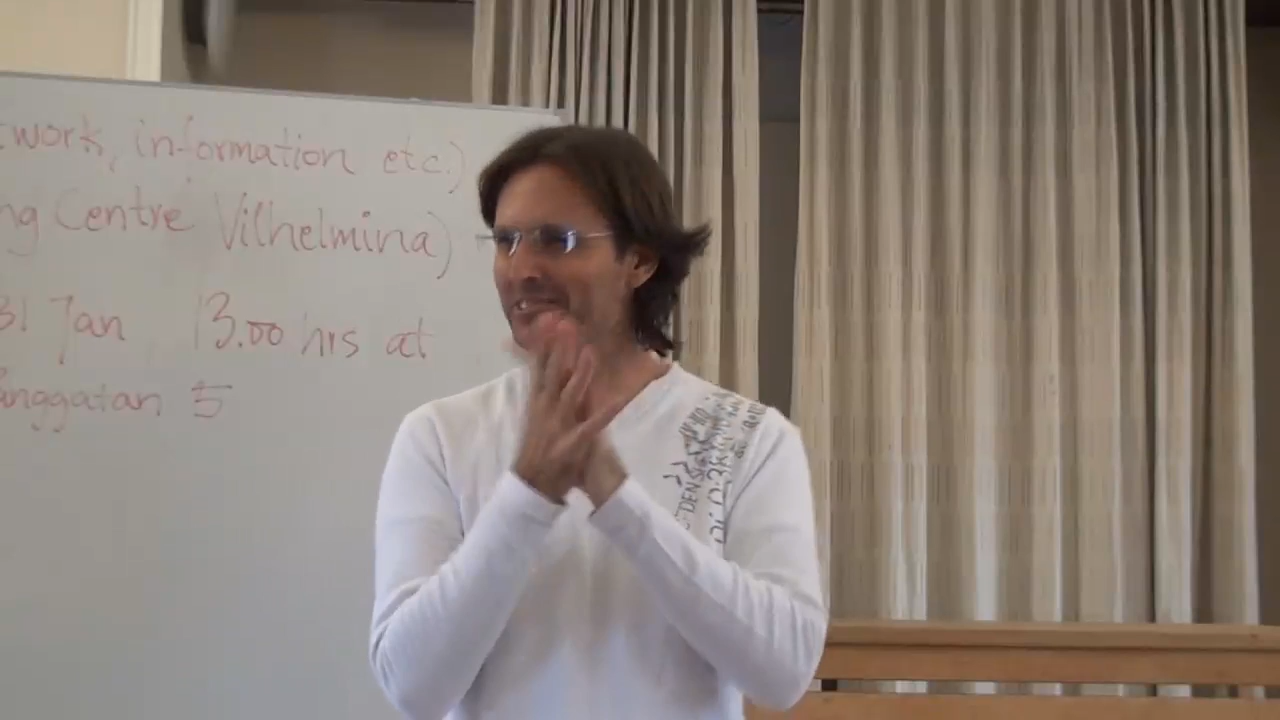 work, information etc.)
ng Centre Vilhelmina)
31 Jan 13.00 hrs at
nggatan 5